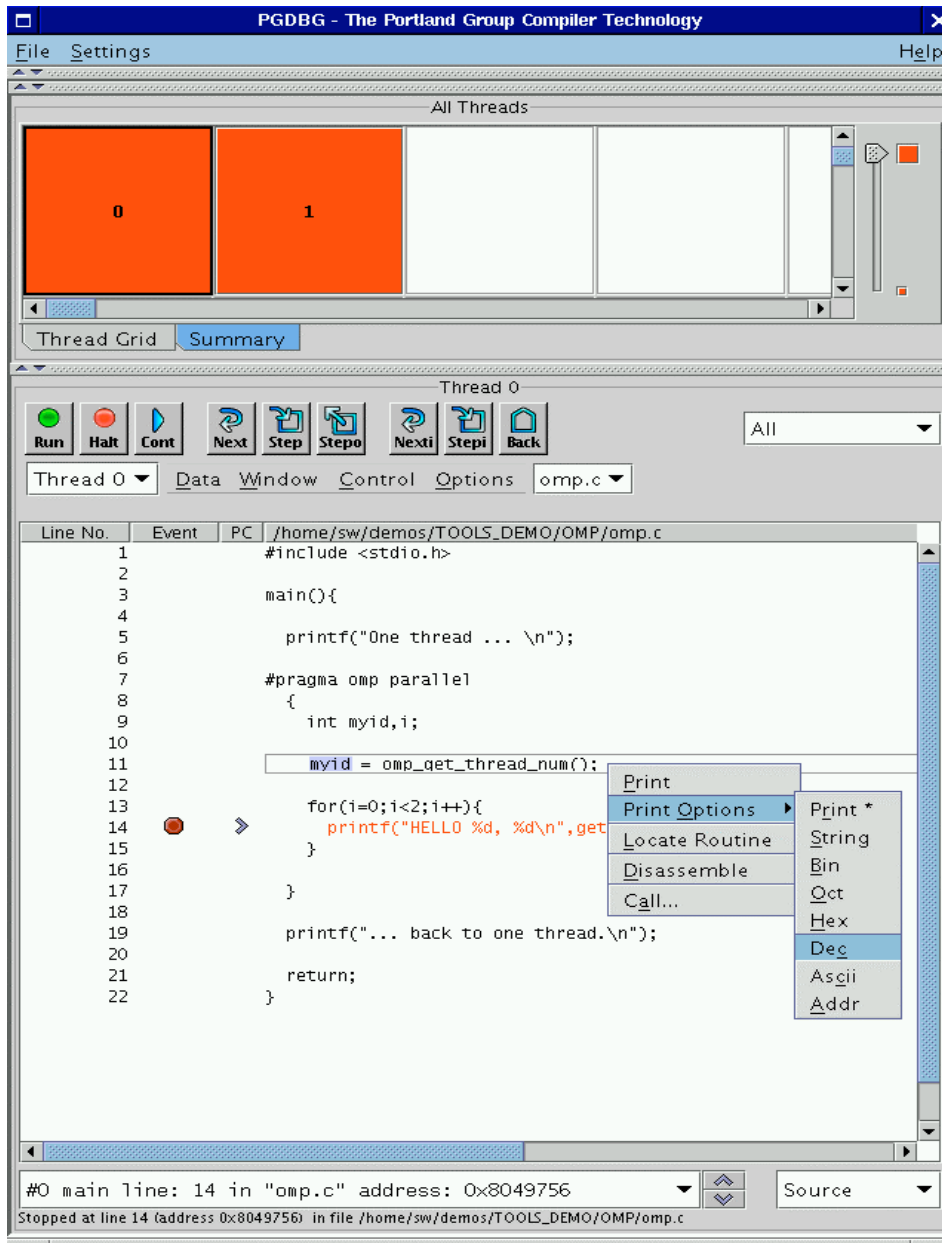 PGDBG - The Portland Group Compiler Technology
File Settings Help
All Threads
0 1
Thread Grid Summary
Thread 0
Run Halt Cont Next Step Stepo Nexti Stepi Back All
Thread 0 Data Window Control Options omp.c
Line No. Event PC /home/sw/demos/TOOLS_DEMO/OMP/omp.c
1 #include <stdio.h>
2
3 main(){
4
5 printf("One thread ... \n");
6
7 #pragma omp parallel
8 {
9 int myid,i;
10
11 myid = omp_get_thread_num();
12
13 for(i=0;i<2;i++){
14 printf("HELLO %d, %d\n",get
15 }
16
17 }
18
19 printf("... back to one thread.\n");
20
21 return;
22 }
Print
Print Options
Locate Routine
Disassemble
Call...
Print *
String
Bin
Oct
Hex
Dec
Ascii
Addr
#0 main line: 14 in "omp.c" address: 0x8049756 Source
Stopped at line 14 (address 0x8049756) in file /home/sw/demos/TOOLS_DEMO/OMP/omp.c